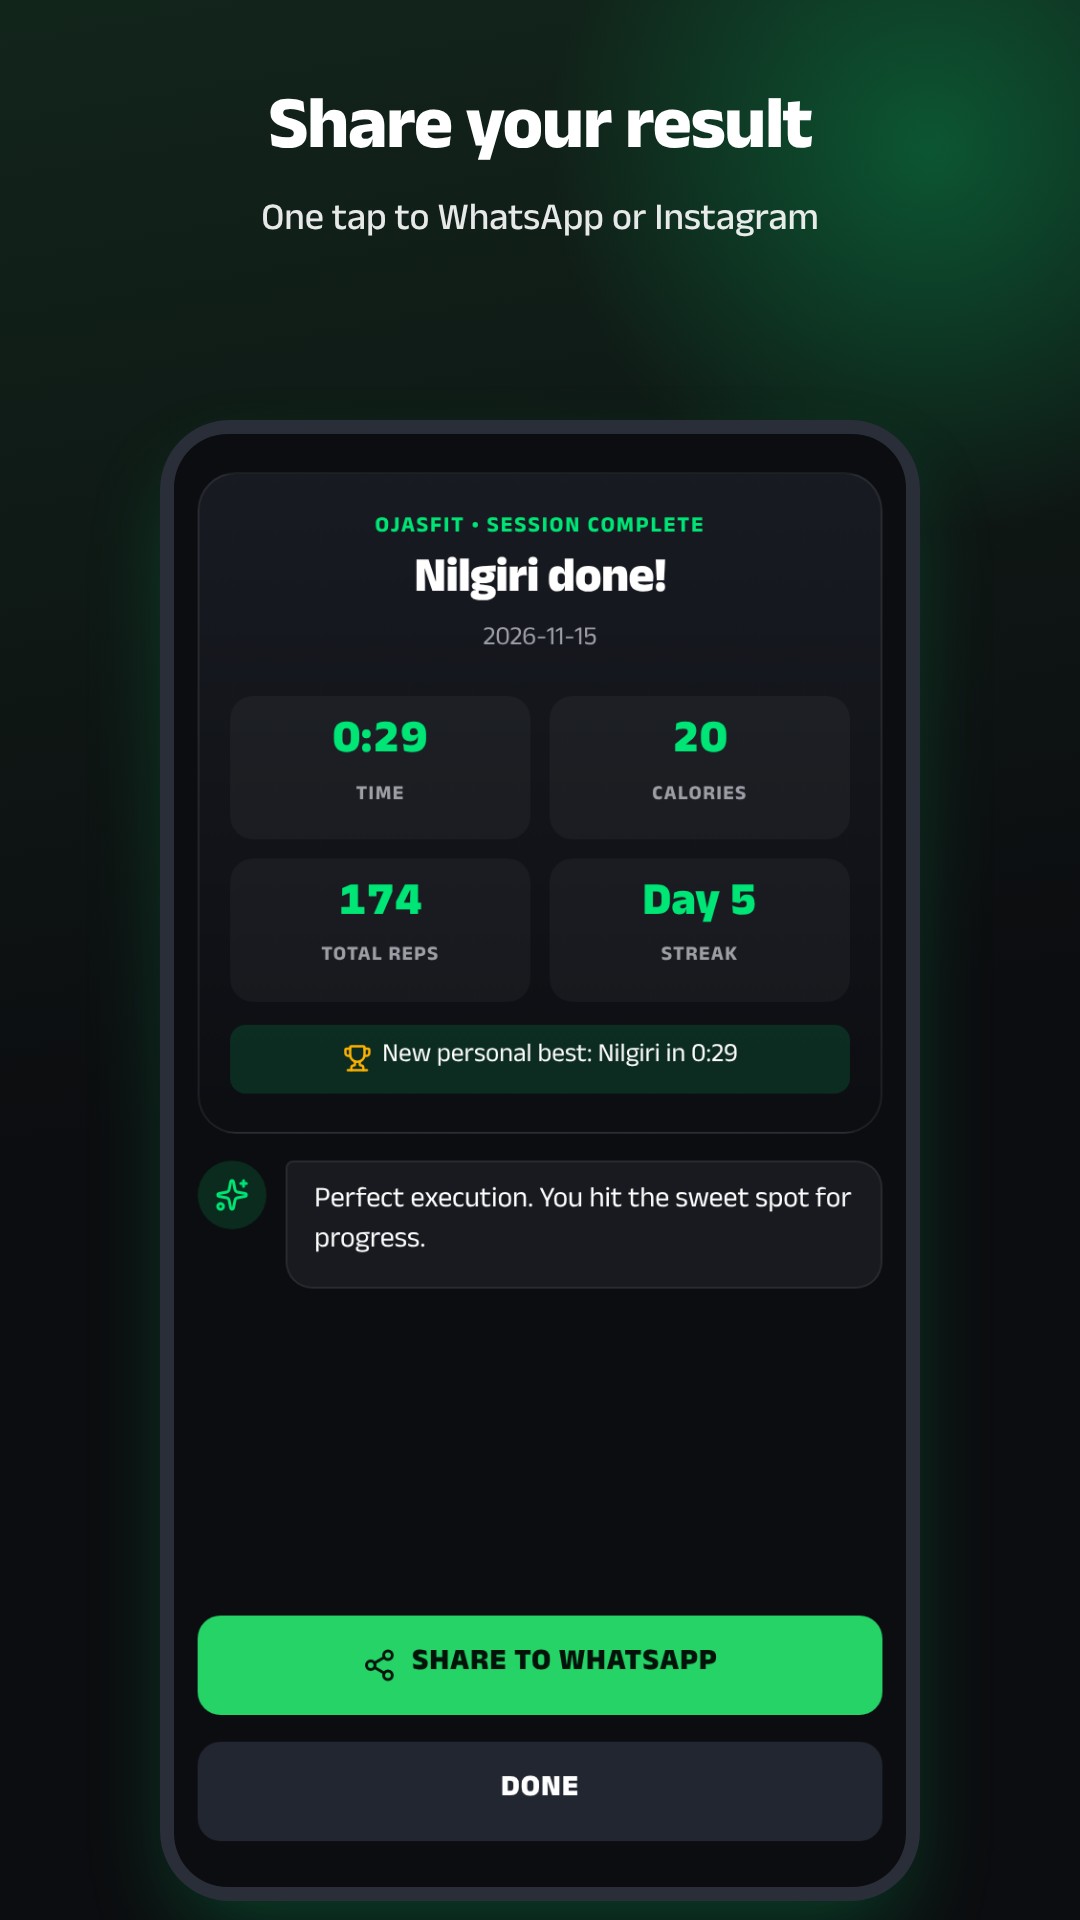 Share your result
One tap to WhatsApp or Instagram
OJASFIT • SESSION COMPLETE
Nilgiri done!
2026-11-15
0:29
TIME
20
CALORIES
174
TOTAL REPS
Day 5
STREAK
New personal best: Nilgiri in 0:29
Perfect execution. You hit the sweet spot for
progress.
SHARE TO WHATSAPP
DONE